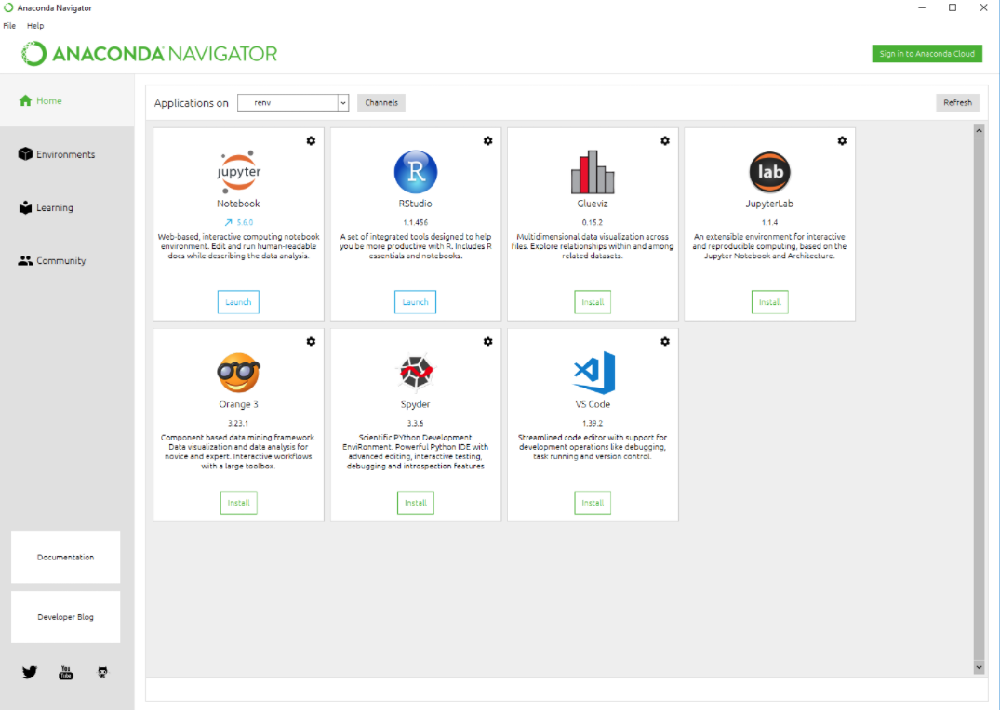 Anaconda Navigator
File Help
ANACONDA NAVIGATOR
Sign in to Anaconda Cloud
Home
Environments
Learning
Community
Documentation
Developer Blog
You
Tube
Applications on renv Channels Refresh
jupyter
Notebook
5.6.0
Web-based, interactive computing notebook
environment. Edit and run human-readable
docs while describing the data analysis.
Launch
R
RStudio
1.1.456
A set of integrated tools designed to help
you be more productive with R. Includes R
essentials and notebooks.
Launch
Glueviz
0.15.2
Multidimensional data visualization across
files. Explore relationships within and among
related datasets.
Install
lab
JupyterLab
1.1.4
An extensible environment for interactive
and reproducible computing, based on the
Jupyter Notebook and Architecture.
Install
Orange 3
3.23.1
Component based data mining framework.
Data visualization and data analysis for
novice and expert. Interactive workflows
with a large toolbox.
Install
Spyder
3.3.6
Scientific PYthon Development
EnviRonment. Powerful Python IDE with
advanced editing, interactive testing,
debugging and introspection features
Install
VS Code
1.39.2
Streamlined code editor with support for
development operations like debugging,
task running and version control.
Install